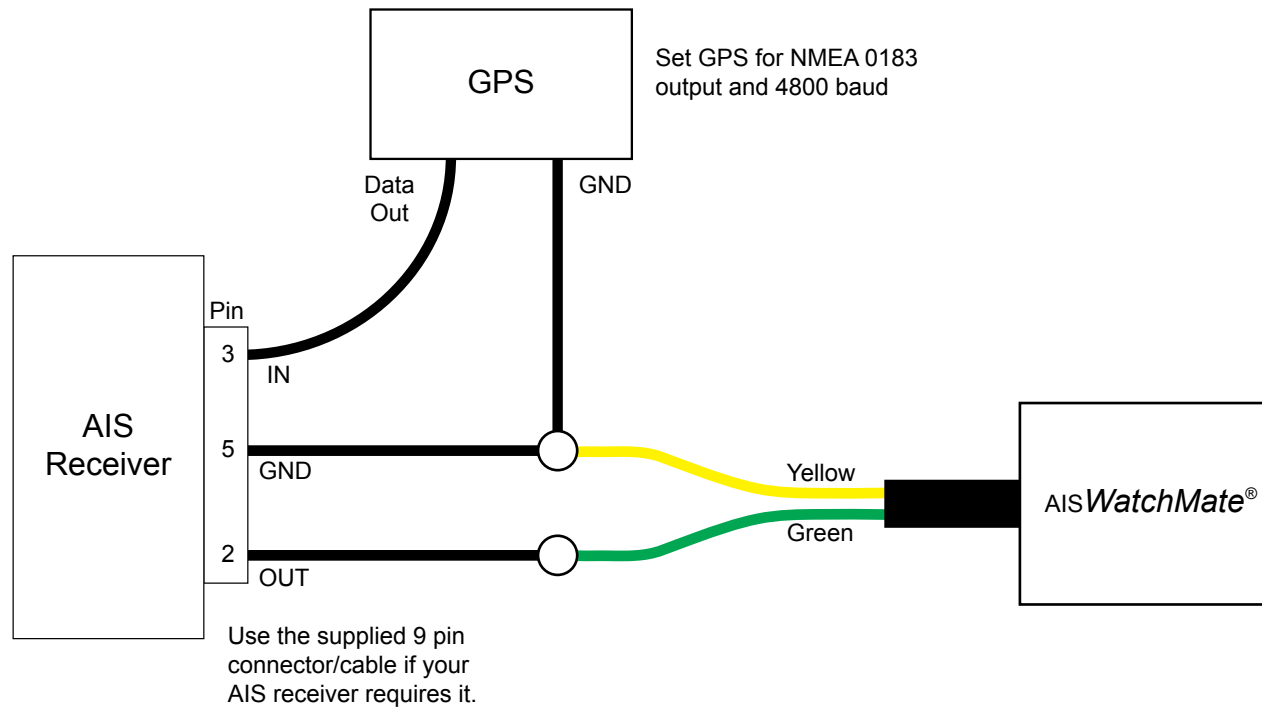 GPS
Set GPS for NMEA 0183
output and 4800 baud
Data
Out
GND
Pin
3
IN
AIS
Receiver
5
GND
Yellow
AISWatchMate®
Green
2
OUT
Use the supplied 9 pin
connector/cable if your
AIS receiver requires it.